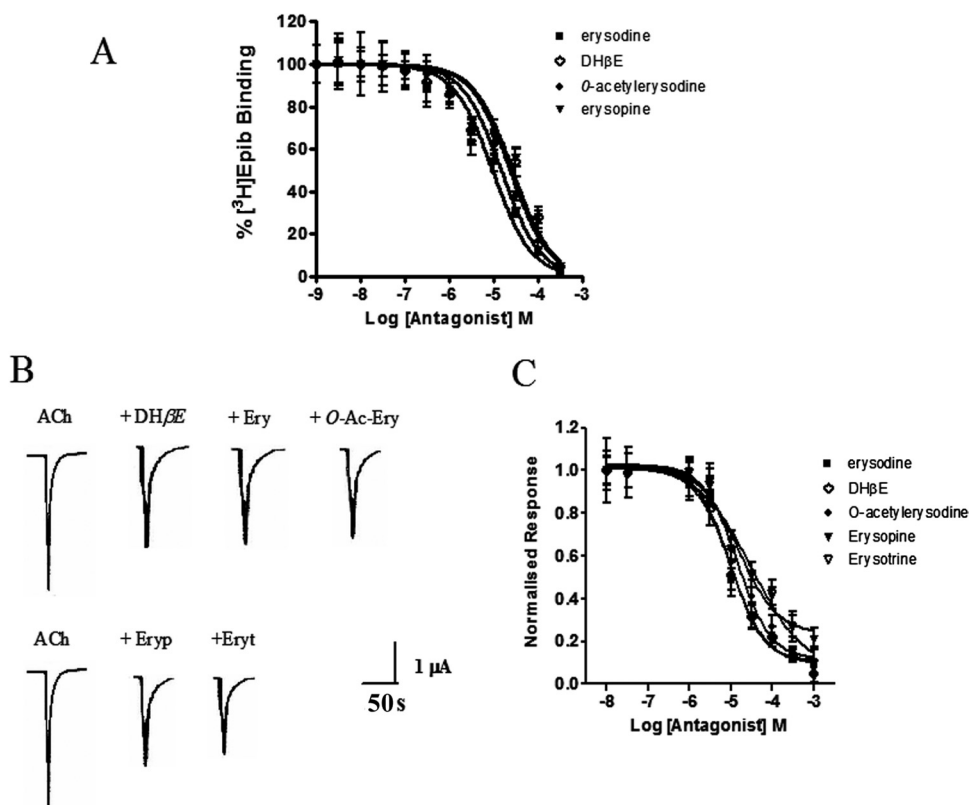 A
120
100
80
60
40
20
0
% [³H]Epib Binding
-9 -8 -7 -6 -5 -4 -3
Log [Antagonist] M
erysodine
DHβE
O-acetylerysodine
erysopine
B
ACh + DHβE + Ery + O-Ac-Ery
ACh + Eryp +Eryt
1 μA
50s
C
1.2
1.0
0.8
0.6
0.4
0.2
0.0
Normalised Response
-8 -7 -6 -5 -4 -3
Log [Antagonist] M
erysodine
DHβE
O-acetylerysodine
Erysopine
Erysotrine